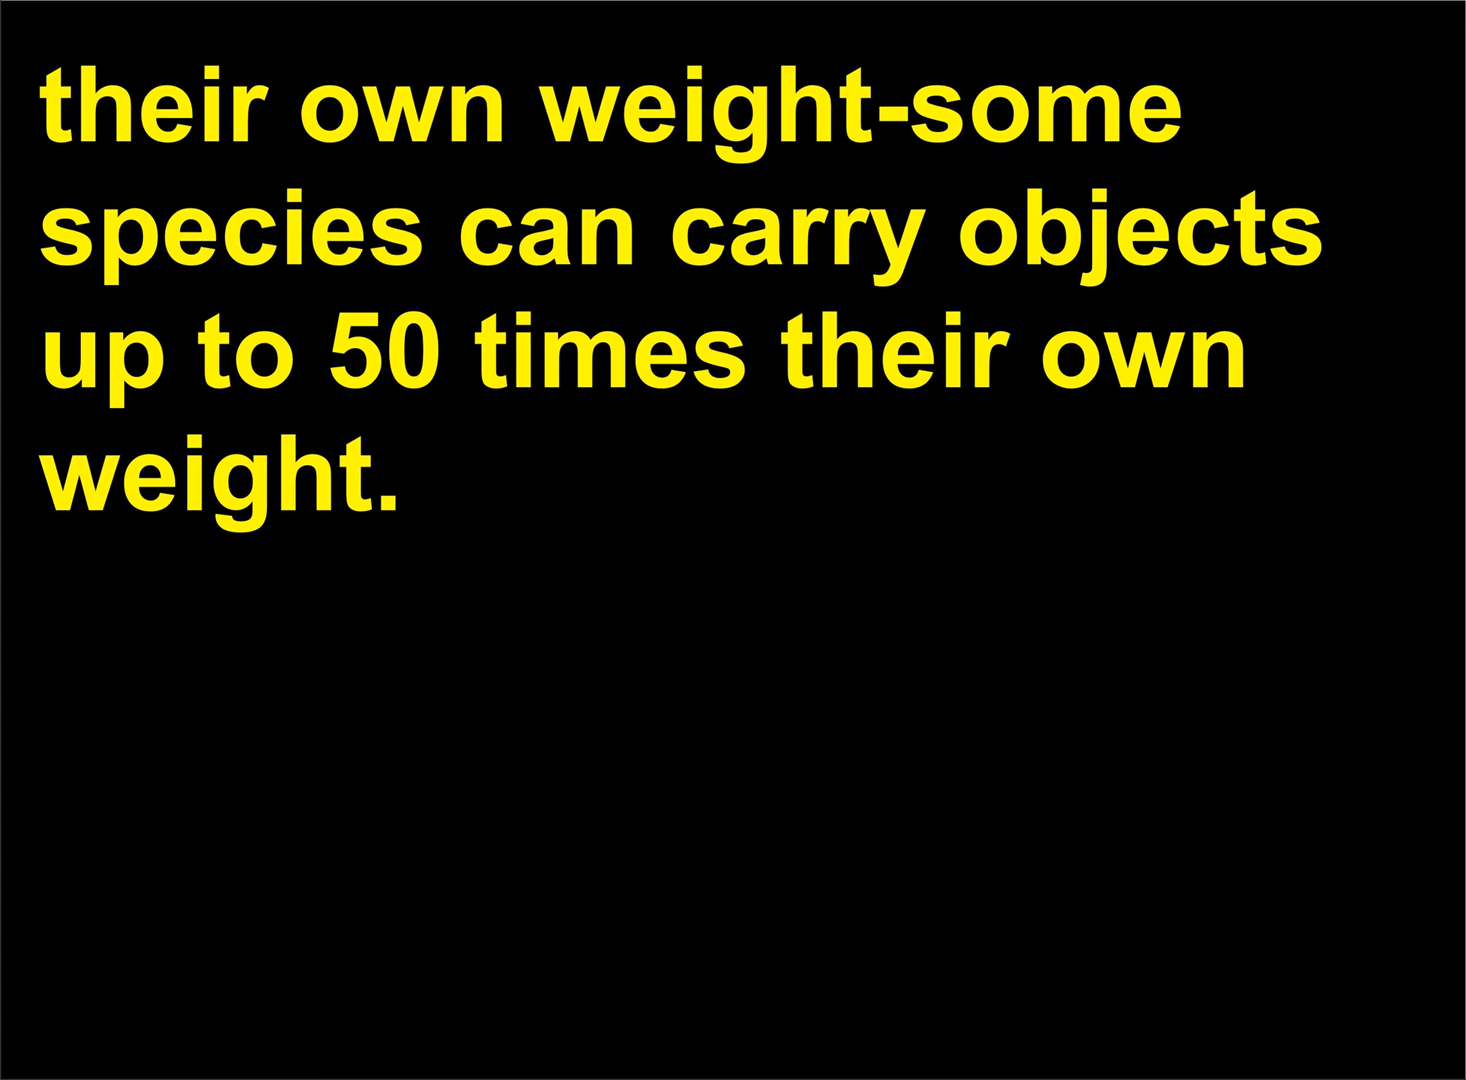 their own weight-some
species can carry objects
up to 50 times their own
weight.